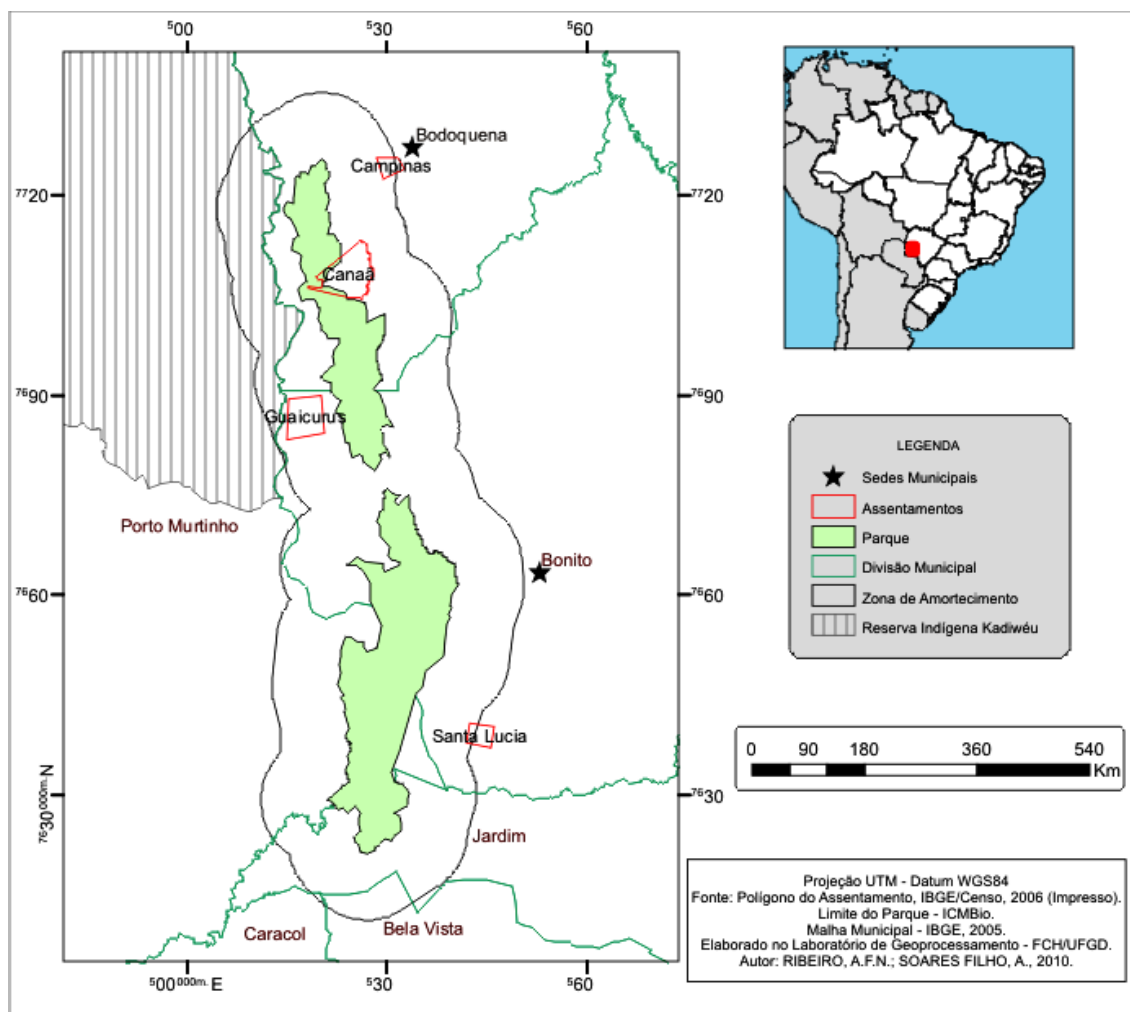 ⁵00
⁵30
⁵60
Bodoquena
Campinas
⁷⁷20
⁷⁷20
Canaã
⁷⁶90
⁷⁶90
Guaicurus
Porto Murtinho
Bonito
⁷⁶60
⁷⁶60
Santa Lucia
⁷⁶30⁰⁰⁰ᵐ· N
⁷⁶30
Jardim
Caracol
Bela Vista
⁵00⁰⁰⁰ᵐ· E
⁵30
⁵60
LEGENDA
Sedes Municipais
Assentamentos
Parque
Divisão Municipal
Zona de Amortecimento
Reserva Indígena Kadiwéu
0 90 180 360 540
Km
Projeção UTM - Datum WGS84
Fonte: Polígono do Assentamento, IBGE/Censo, 2006 (Impresso).
Limite do Parque - ICMBio.
Malha Municipal - IBGE, 2005.
Elaborado no Laboratório de Geoprocessamento - FCH/UFGD.
Autor: RIBEIRO, A.F.N.; SOARES FILHO, A., 2010.